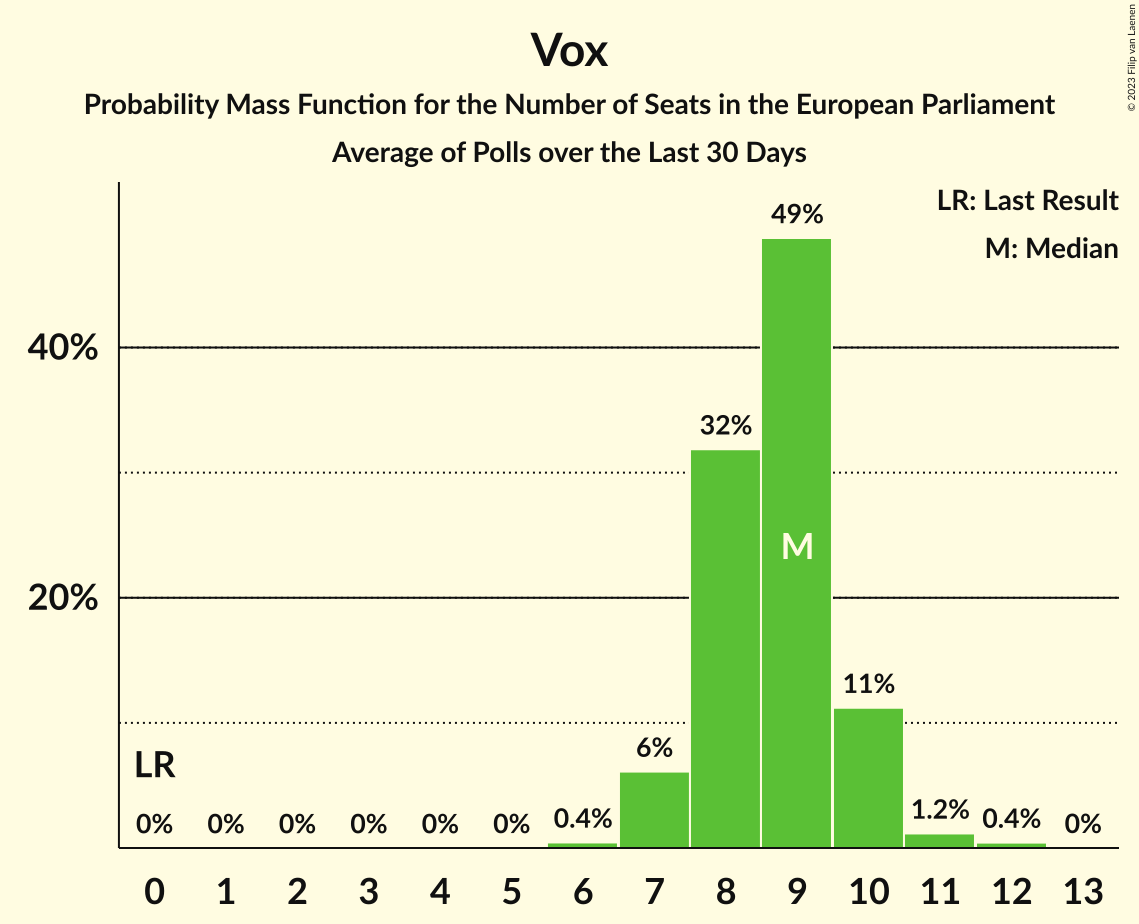 Vox
Probability Mass Function for the Number of Seats in the European Parliament
Average of Polls over the Last 30 Days
© 2023 Filip van Laenen
LR: Last Result
M: Median
49%
40%
32%
M
20%
11%
6%
LR
0% 0% 0% 0% 0% 0% 0.4% 1.2% 0.4% 0%
0 1 2 3 4 5 6 7 8 9 10 11 12 13